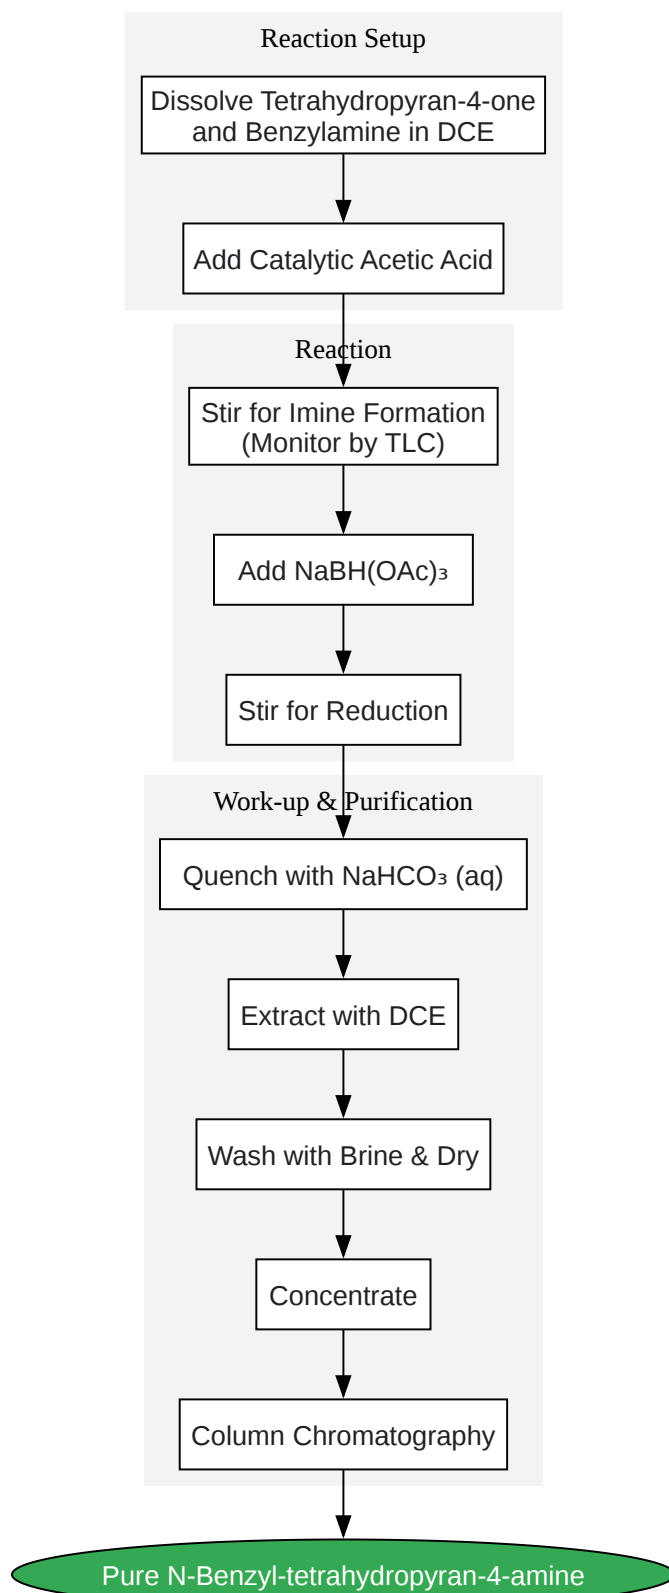 Reaction Setup
Dissolve Tetrahydropyran-4-one
and Benzylamine in DCE
Add Catalytic Acetic Acid
Reaction
Stir for Imine Formation
(Monitor by TLC)
Add NaBH(OAc)₃
Stir for Reduction
Work-up & Purification
Quench with NaHCO₃ (aq)
Extract with DCE
Wash with Brine & Dry
Concentrate
Column Chromatography
Pure N-Benzyl-tetrahydropyran-4-amine